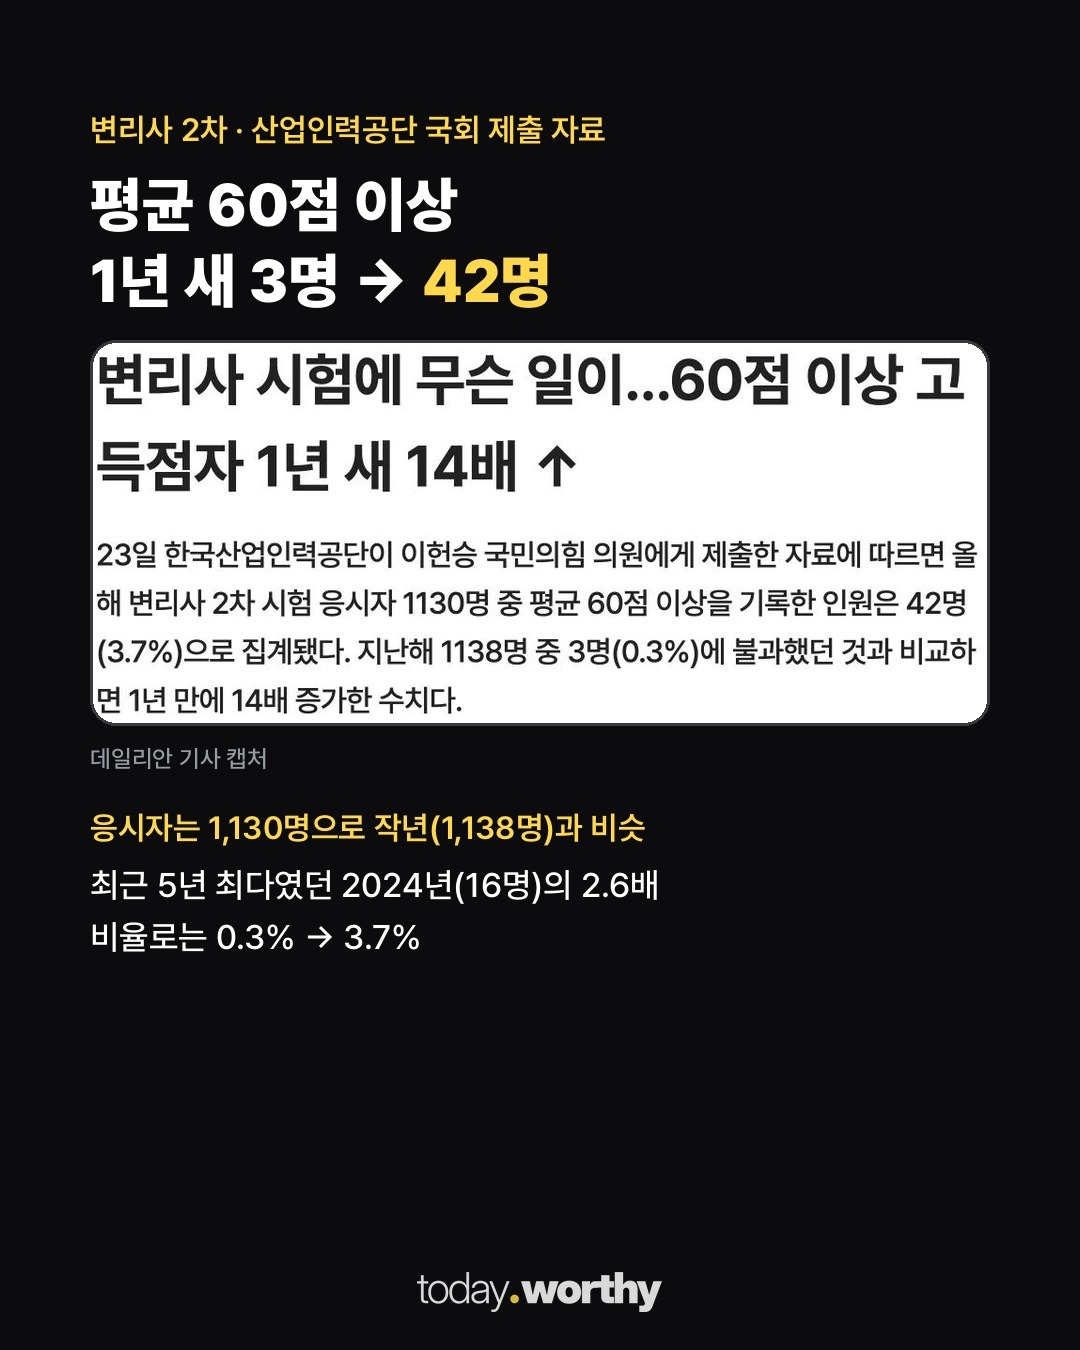 변리사 2차 · 산업인력공단 국회 제출 자료
평균 60점 이상
1년 새 3명 → 42명
변리사 시험에 무슨 일이...60점 이상 고
득점자 1년 새 14배 ↑
23일 한국산업인력공단이 이헌승 국민의힘 의원에게 제출한 자료에 따르면 올
해 변리사 2차 시험 응시자 1130명 중 평균 60점 이상을 기록한 인원은 42명
(3.7%)으로 집계됐다. 지난해 1138명 중 3명(0.3%)에 불과했던 것과 비교하
면 1년 만에 14배 증가한 수치다.
데일리안 기사 캡처
응시자는 1,130명으로 작년(1,138명)과 비슷
최근 5년 최다였던 2024년(16명)의 2.6배
비율로는 0.3% → 3.7%
today.worthy